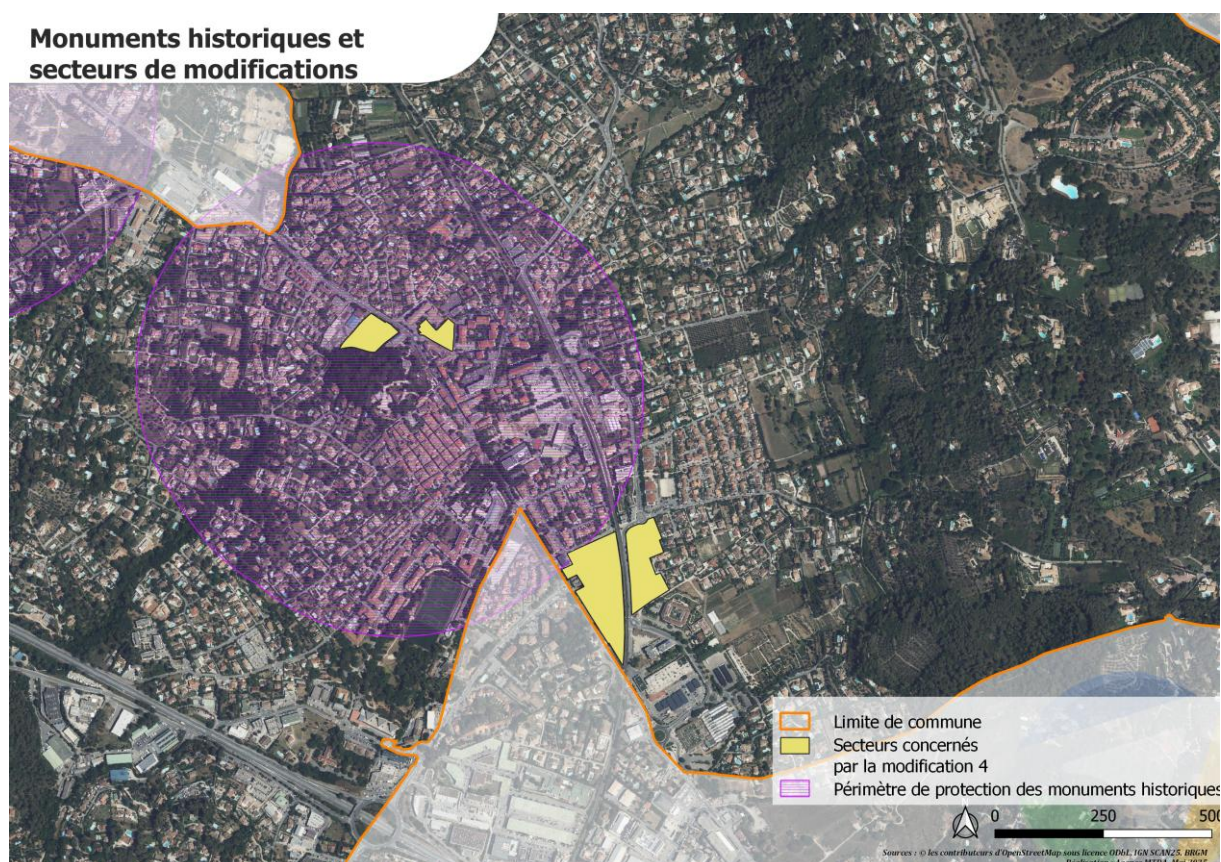 Monuments historiques et
secteurs de modifications
Limite de commune
Secteurs concernés
par la modification 4
Périmètre de protection des monuments historiques
0 250 500
Sources : © les contributeurs d'OpenStreetMap sous licence ODbL, IGN SCAN25, BRGM